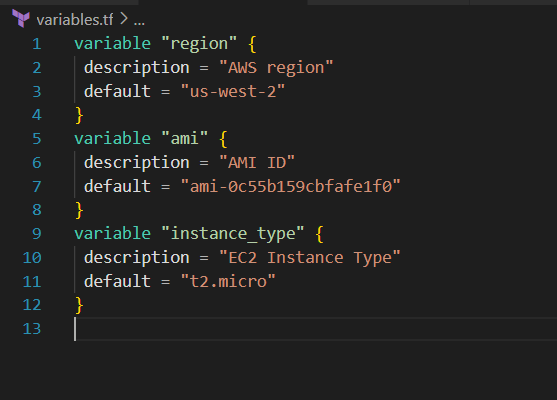 variables.tf > ...
1 variable "region" {
2 description = "AWS region"
3 default = "us-west-2"
4 }
5 variable "ami" {
6 description = "AMI ID"
7 default = "ami-0c55b159cbfafe1f0"
8 }
9 variable "instance_type" {
10 description = "EC2 Instance Type"
11 default = "t2.micro"
12 }
13